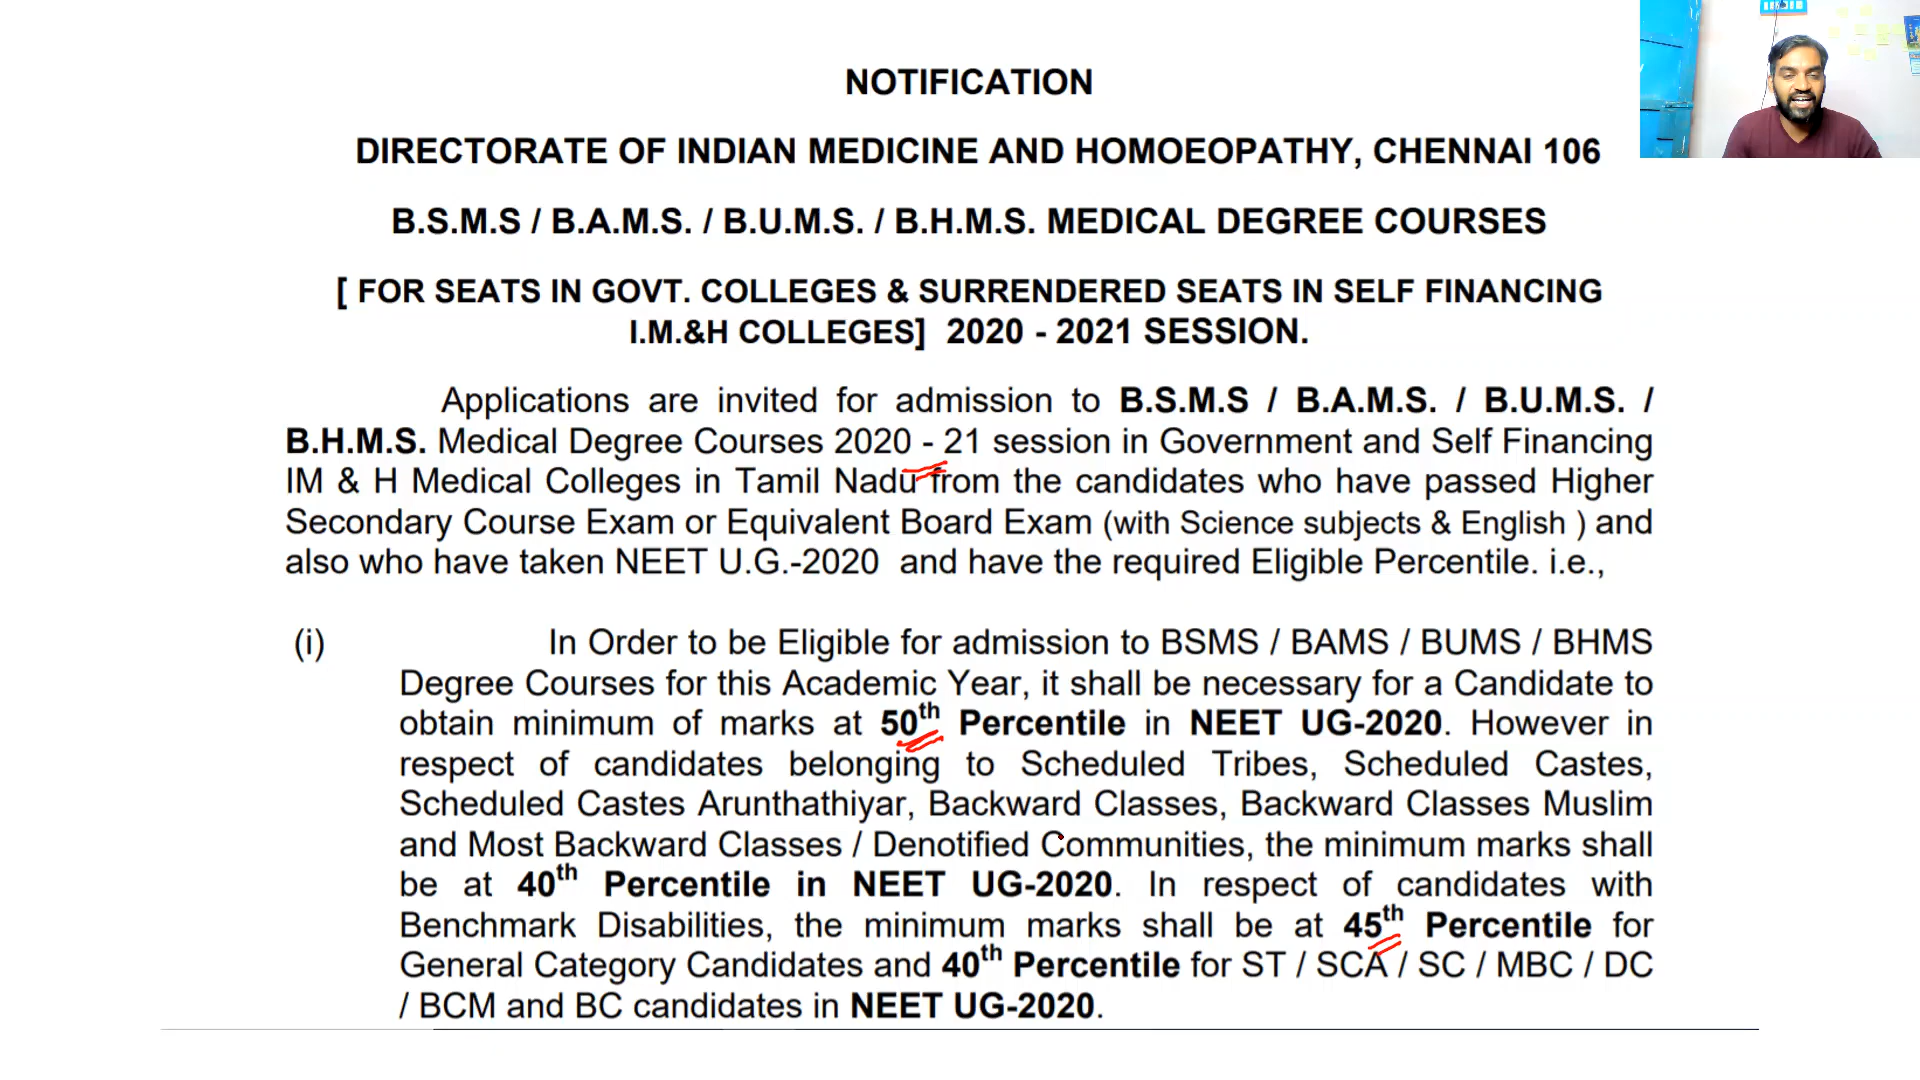 NOTIFICATION
DIRECTORATE OF INDIAN MEDICINE AND HOMOEOPATHY, CHENNAI 106
B.S.M.S / B.A.M.S. / B.U.M.S. / B.H.M.S. MEDICAL DEGREE COURSES
[ FOR SEATS IN GOVT. COLLEGES & SURRENDERED SEATS IN SELF FINANCING
I.M.&H COLLEGES] 2020 - 2021 SESSION.
Applications are invited for admission to B.S.M.S / B.A.M.S. / B.U.M.S. /
B.H.M.S. Medical Degree Courses 2020 - 21 session in Government and Self Financing
IM & H Medical Colleges in Tamil Nadu from the candidates who have passed Higher
Secondary Course Exam or Equivalent Board Exam (with Science subjects & English ) and
also who have taken NEET U.G.-2020 and have the required Eligible Percentile. i.e.,
(i) In Order to be Eligible for admission to BSMS / BAMS / BUMS / BHMS
Degree Courses for this Academic Year, it shall be necessary for a Candidate to
obtain minimum of marks at 50th Percentile in NEET UG-2020. However in
respect of candidates belonging to Scheduled Tribes, Scheduled Castes,
Scheduled Castes Arunthathiyar, Backward Classes, Backward Classes Muslim
and Most Backward Classes / Denotified Communities, the minimum marks shall
be at 40th Percentile in NEET UG-2020. In respect of candidates with
Benchmark Disabilities, the minimum marks shall be at 45th Percentile for
General Category Candidates and 40th Percentile for ST / SCA / SC / MBC / DC
/ BCM and BC candidates in NEET UG-2020.